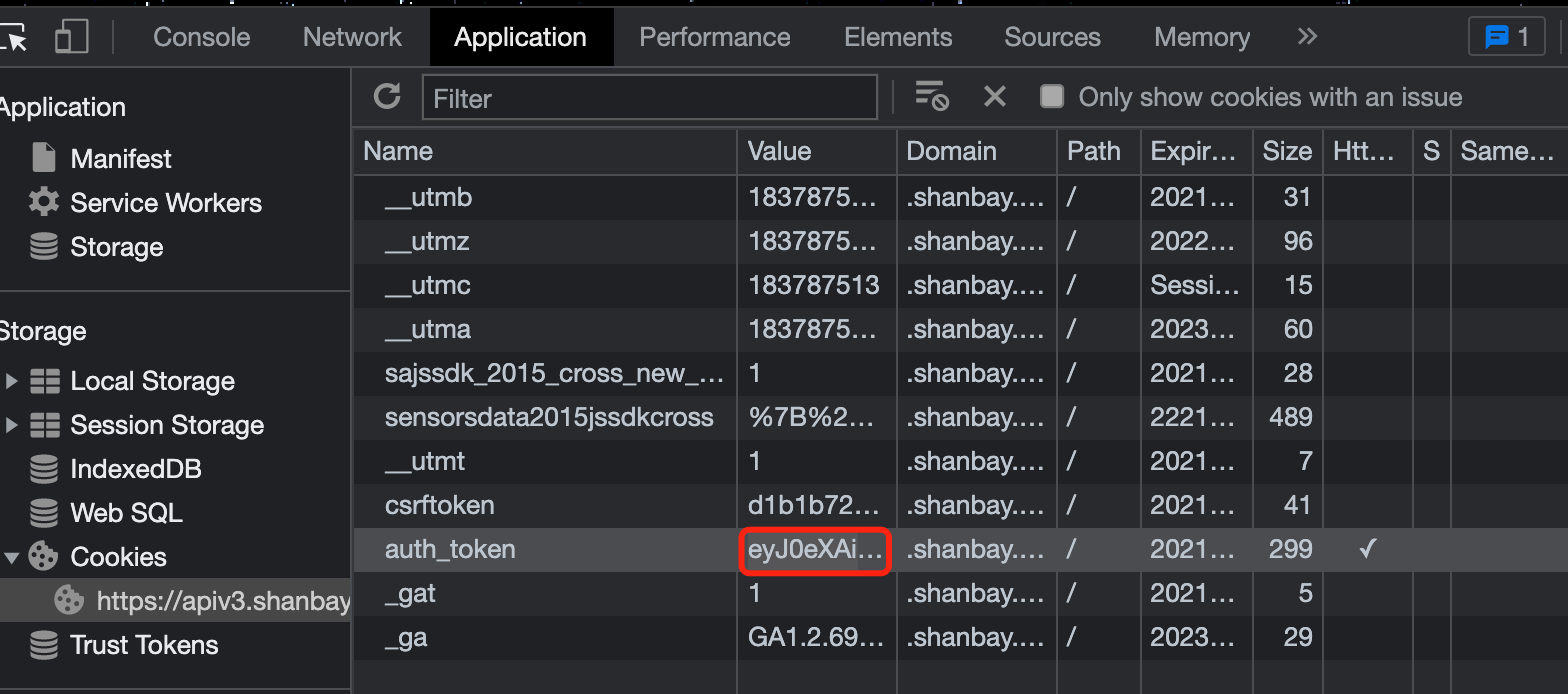 Console Network Application Performance Elements Sources Memory » 1
Application
Manifest
Service Workers
Storage
Storage
Local Storage
Session Storage
IndexedDB
Web SQL
Cookies
https://apiv3.shanbay
Trust Tokens
Filter Only show cookies with an issue
Name Value Domain Path Expir... Size Htt... S Same...
__utmb 1837875... .shanbay.... / 2021... 31
__utmz 1837875... .shanbay.... / 2022... 96
__utmc 183787513 .shanbay.... / Sessi... 15
__utma 1837875... .shanbay.... / 2023... 60
sajssdk_2015_cross_new_... 1 .shanbay.... / 2021... 28
sensorsdata2015jssdkcross %7B%2... .shanbay.... / 2221... 489
__utmt 1 .shanbay.... / 2021... 7
csrftoken d1b1b72... .shanbay.... / 2021... 41
auth_token eyJ0eXAi... .shanbay.... / 2021... 299 ✓
_gat 1 .shanbay.... / 2021... 5
_ga GA1.2.69... .shanbay.... / 2023... 29